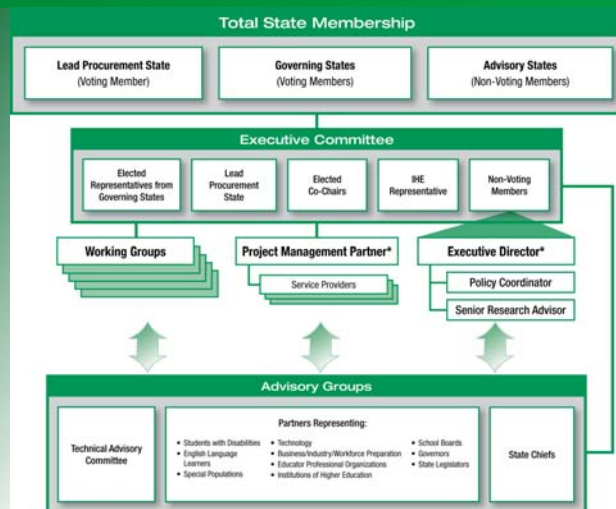 Total State Membership
Lead Procurement State
(Voting Member)
Governing States
(Voting Members)
Advisory States
(Non-Voting Members)
Executive Committee
Elected
Representatives from
Governing States
Lead
Procurement
State
Elected
Co-Chairs
IHE
Representative
Non-Voting
Members
Working Groups
Project Management Partner*
Service Providers
Executive Director*
Policy Coordinator
Senior Research Advisor
Advisory Groups
Technical Advisory
Committee
Partners Representing:
• Students with Disabilities
• English Language
Learners
• Special Populations
• Technology
• Business/Industry/Workforce Preparation
• Educator Professional Organizations
• Institutions of Higher Education
• School Boards
• Governors
• State Legislators
State Chiefs